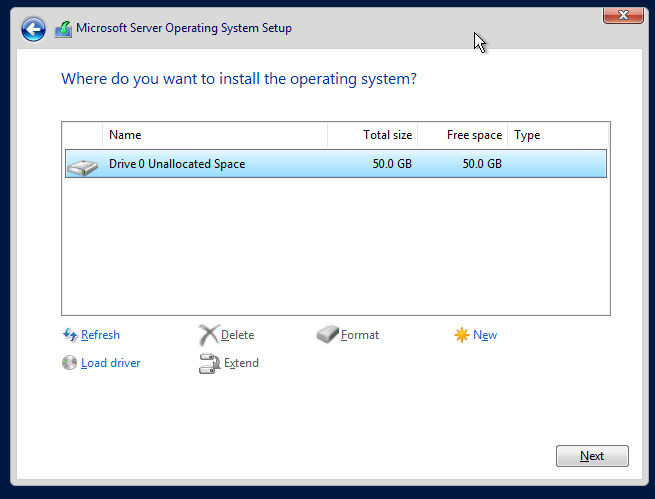 Microsoft Server Operating System Setup
Where do you want to install the operating system?
Name Total size Free space Type
Drive 0 Unallocated Space 50.0 GB 50.0 GB
Refresh Delete Format New
Load driver Extend
Next